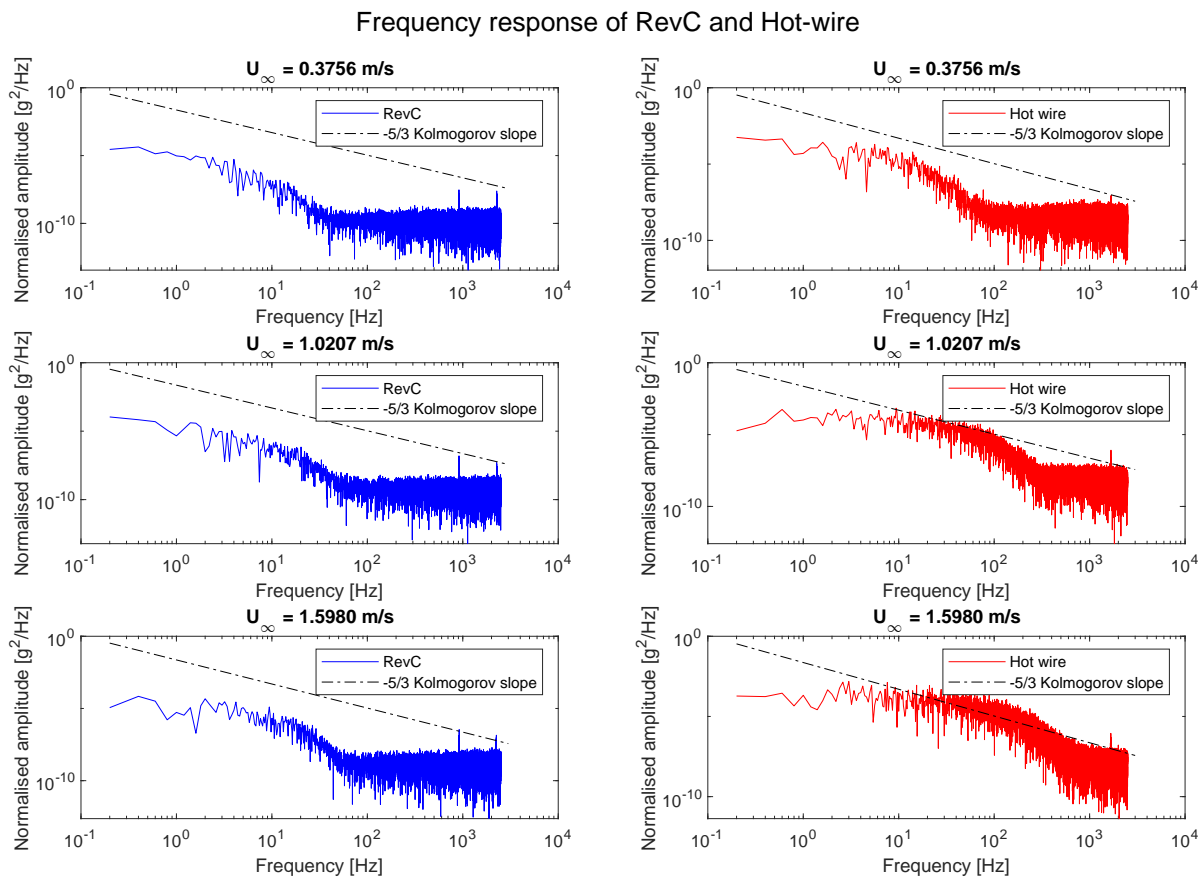 Frequency response of RevC and Hot-wire
U∞ = 0.3756 m/s
Normalised amplitude [g²/Hz]
10⁰
10⁻¹⁰
RevC
-5/3 Kolmogorov slope
10⁻¹ 10⁰ 10¹ 10² 10³ 10⁴
Frequency [Hz]
U∞ = 0.3756 m/s
Normalised amplitude [g²/Hz]
10⁰
10⁻¹⁰
Hot wire
-5/3 Kolmogorov slope
10⁻¹ 10⁰ 10¹ 10² 10³ 10⁴
Frequency [Hz]
U∞ = 1.0207 m/s
Normalised amplitude [g²/Hz]
10⁰
10⁻¹⁰
RevC
-5/3 Kolmogorov slope
10⁻¹ 10⁰ 10¹ 10² 10³ 10⁴
Frequency [Hz]
U∞ = 1.0207 m/s
Normalised amplitude [g²/Hz]
10⁰
10⁻¹⁰
Hot wire
-5/3 Kolmogorov slope
10⁻¹ 10⁰ 10¹ 10² 10³ 10⁴
Frequency [Hz]
U∞ = 1.5980 m/s
Normalised amplitude [g²/Hz]
10⁰
10⁻¹⁰
RevC
-5/3 Kolmogorov slope
10⁻¹ 10⁰ 10¹ 10² 10³ 10⁴
Frequency [Hz]
U∞ = 1.5980 m/s
Normalised amplitude [g²/Hz]
10⁰
10⁻¹⁰
Hot wire
-5/3 Kolmogorov slope
10⁻¹ 10⁰ 10¹ 10² 10³ 10⁴
Frequency [Hz]